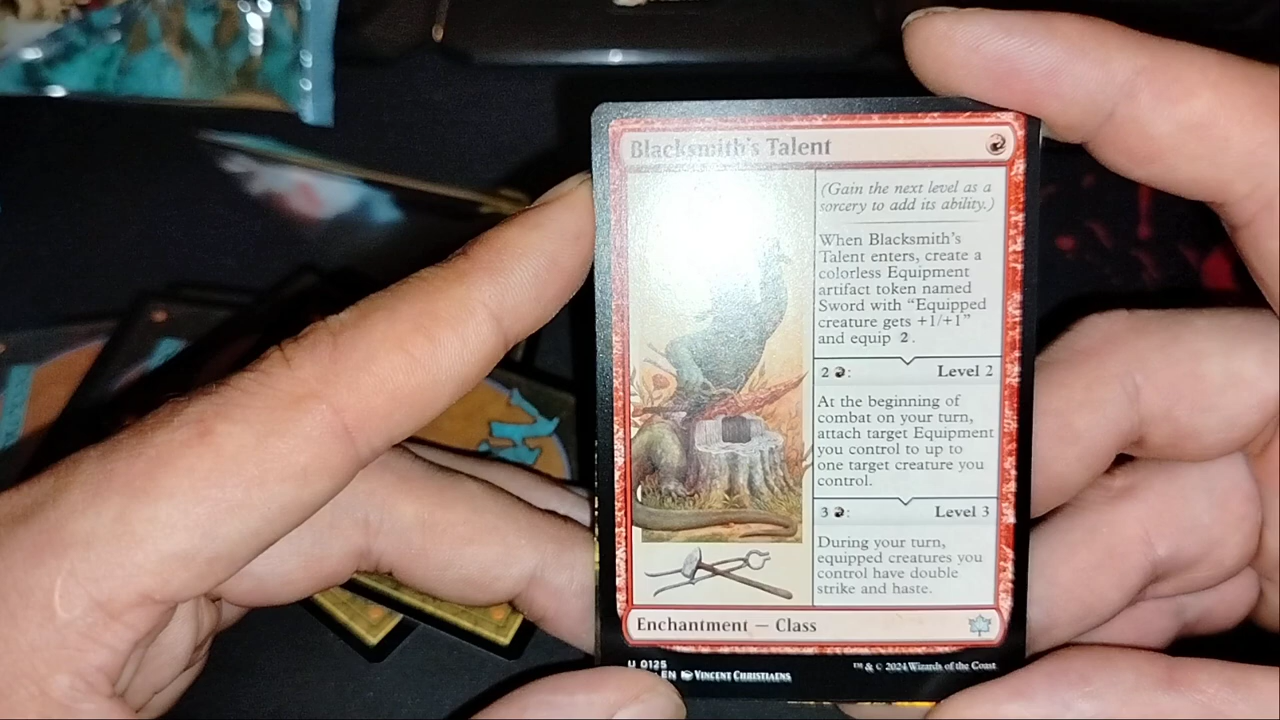 Blacksmith's Talent
(Gain the next level as a
sorcery to add its ability.)
When Blacksmith's
Talent enters, create a
colorless Equipment
artifact token named
Sword with "Equipped
creature gets +1/+1"
and equip 2.
2 : Level 2
At the beginning of
combat on your turn,
attach target Equipment
you control to up to
one target creature you
control.
3 : Level 3
During your turn,
equipped creatures you
control have double
strike and haste.
Enchantment — Class
U 0125
EN VINCENT CHRISTIAENS
™ & © 2024 Wizards of the Coast